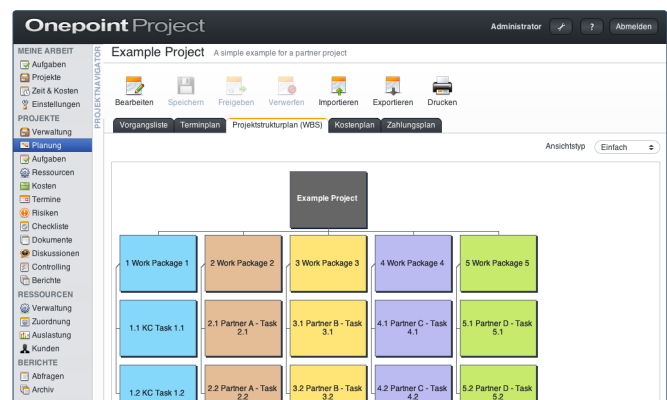 Onepoint Project
Administrator
?
Abmelden
MEINE ARBEIT
Aufgaben
Projekte
Zeit & Kosten
Einstellungen
PROJEKTE
Verwaltung
Planung
Aufgaben
Ressourcen
Kosten
Termine
Risiken
Checkliste
Dokumente
Diskussionen
Controlling
Berichte
RESSOURCEN
Verwaltung
Zuordnung
Auslastung
Kunden
BERICHTE
Abfragen
Archiv
PROJEKTNAVIGATOR
Example Project A simple example for a partner project
Bearbeiten Speichern Freigeben Verwerfen Importieren Exportieren Drucken
Vorgangsliste Terminplan Projektstrukturplan (WBS) Kostenplan Zahlungsplan
Ansichtstyp Einfach
Example Project
1 Work Package 1
2 Work Package 2
3 Work Package 3
4 Work Package 4
5 Work Package 5
1.1 KC Task 1.1
2.1 Partner A - Task
2.1
3.1 Partner B - Task
3.1
4.1 Partner C - Task
4.1
5.1 Partner D - Task
5.1
1.2 KC Task 1.2
2.2 Partner A - Task
2.2
3.2 Partner B - Task
3.2
4.2 Partner C - Task
4.2
5.2 Partner D - Task
5.2